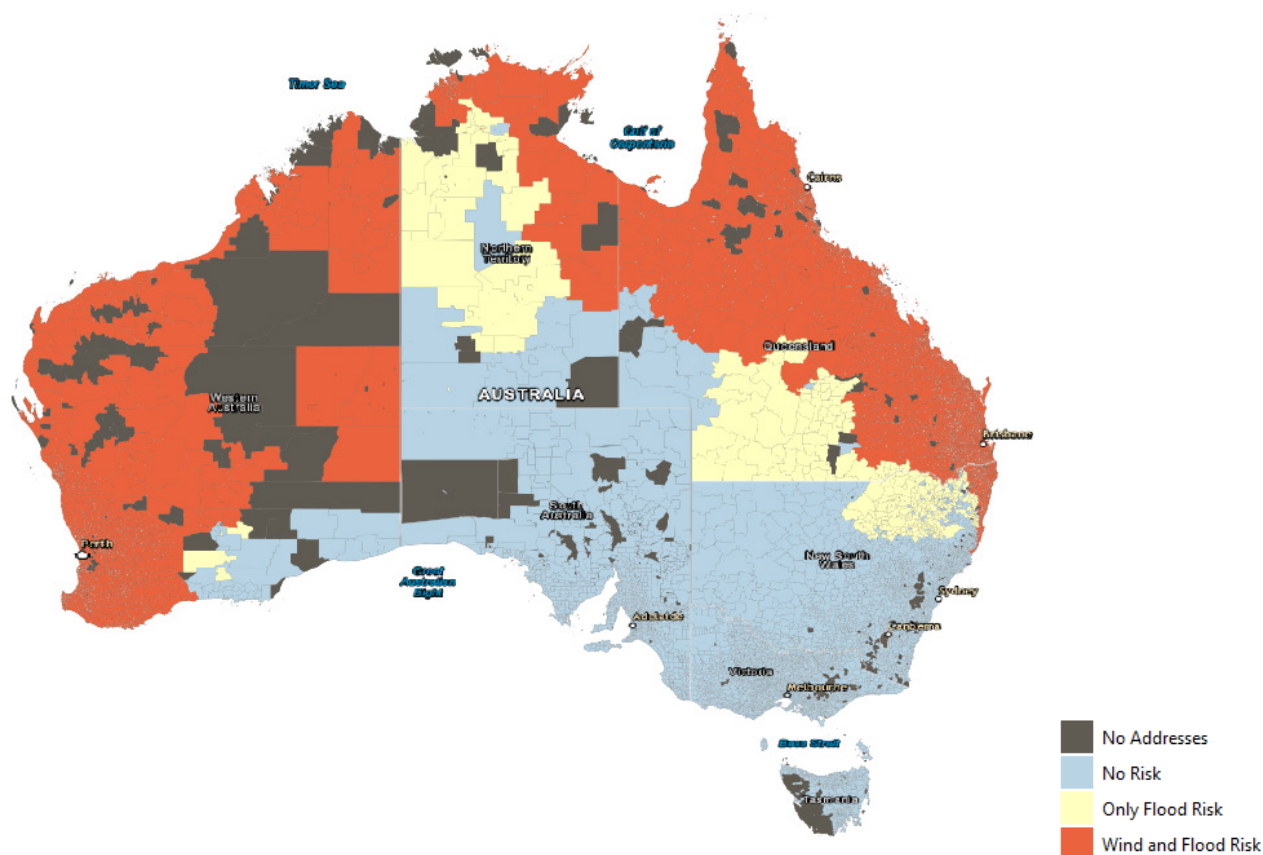 Timor Sea
Gulf of
Carpentaria
Cairns
Northern
Territory
Queensland
AUSTRALIA
Western
Australia
Brisbane
South
Australia
Perth
New South
Wales
Great
Australian
Bight
Sydney
Adelaide
Canberra
Victoria
Melbourne
Bass Strait
Tasmania
No Addresses
No Risk
Only Flood Risk
Wind and Flood Risk